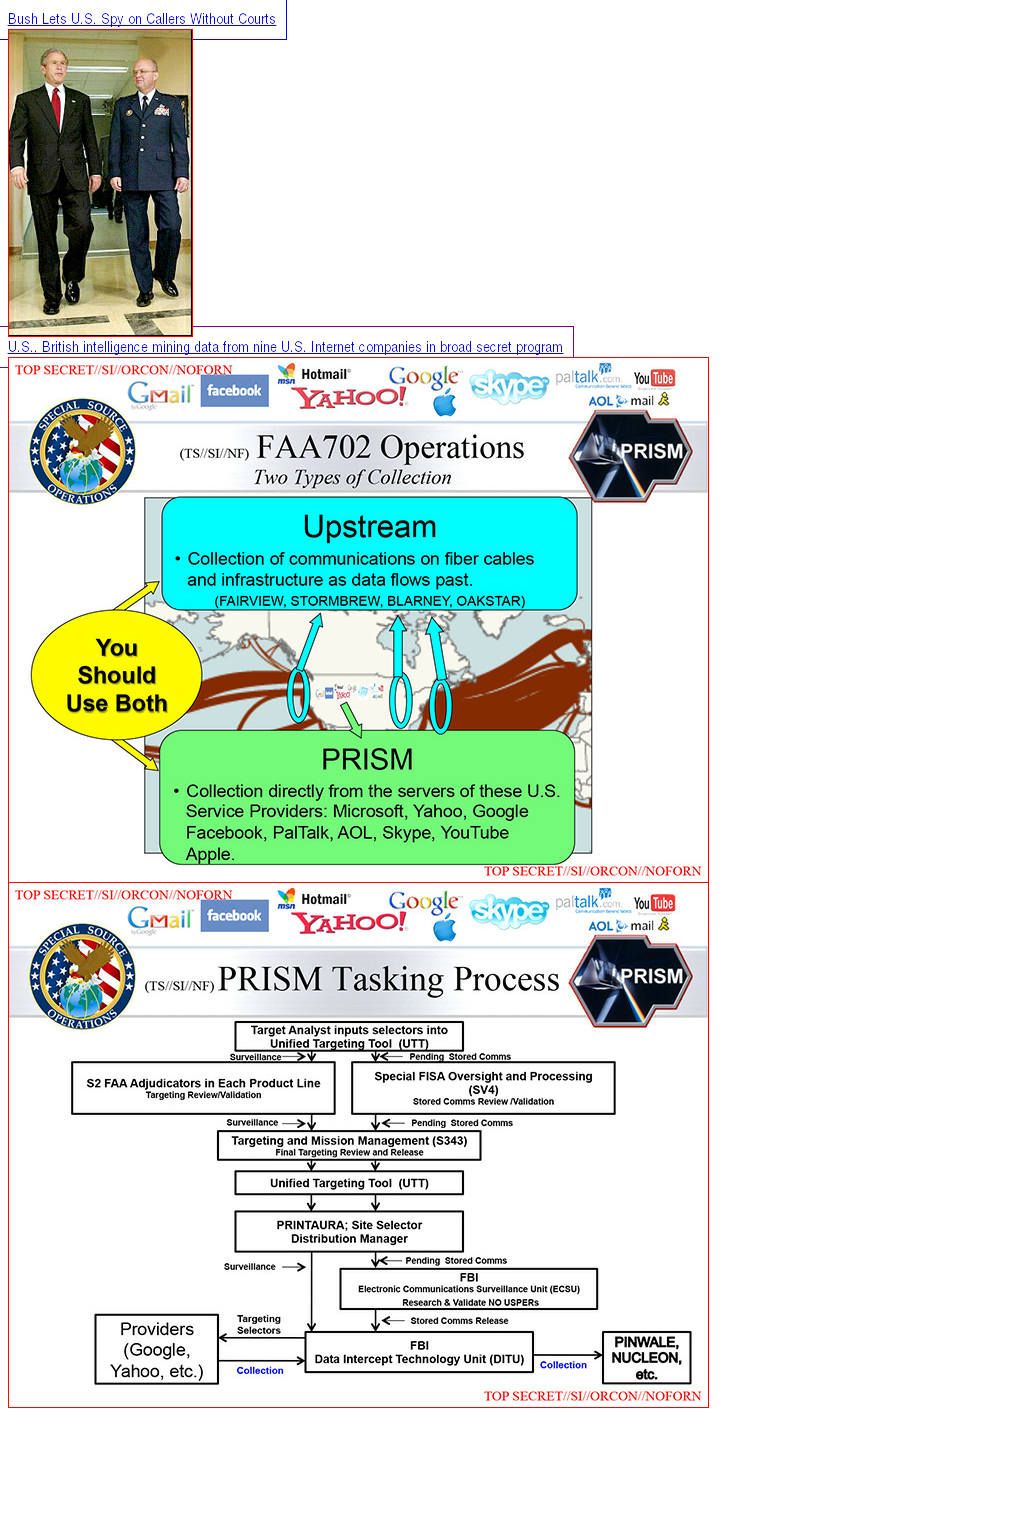 Bush Lets U.S. Spy on Callers Without Courts
U.S., British intelligence mining data from nine U.S. Internet companies in broad secret program
TOP SECRET//SI//ORCON//NOFORN
Gmail
by Google
facebook
msn
Hotmail
YAHOO!
Google
skype
paltalk.com
YouTube
AOL mail
SPECIAL SOURCE
OPERATIONS
(TS//SI//NF) FAA702 Operations
Two Types of Collection
PRISM
Upstream
• Collection of communications on fiber cables
and infrastructure as data flows past.
(FAIRVIEW, STORMBREW, BLARNEY, OAKSTAR)
You
Should
Use Both
PRISM
• Collection directly from the servers of these U.S.
Service Providers: Microsoft, Yahoo, Google
Facebook, PalTalk, AOL, Skype, YouTube
Apple.
TOP SECRET//SI//ORCON//NOFORN
TOP SECRET//SI//ORCON//NOFORN
Gmail
by Google
facebook
msn
Hotmail
YAHOO!
Google
skype
paltalk.com
YouTube
AOL mail
SPECIAL SOURCE
OPERATIONS
(TS//SI//NF) PRISM Tasking Process
PRISM
Target Analyst inputs selectors into
Unified Targeting Tool (UTT)
Surveillance
Pending Stored Comms
S2 FAA Adjudicators in Each Product Line
Targeting Review/Validation
Special FISA Oversight and Processing
(SV4)
Stored Comms Review /Validation
Surveillance
Pending Stored Comms
Targeting and Mission Management (S343)
Final Targeting Review and Release
Unified Targeting Tool (UTT)
PRINTAURA; Site Selector
Distribution Manager
Surveillance
Pending Stored Comms
FBI
Electronic Communications Surveillance Unit (ECSU)
Research & Validate NO USPERs
Stored Comms Release
Providers
(Google,
Yahoo, etc.)
Targeting
Selectors
Collection
FBI
Data Intercept Technology Unit (DITU)
Collection
PINWALE,
NUCLEON,
etc.
TOP SECRET//SI//ORCON//NOFORN